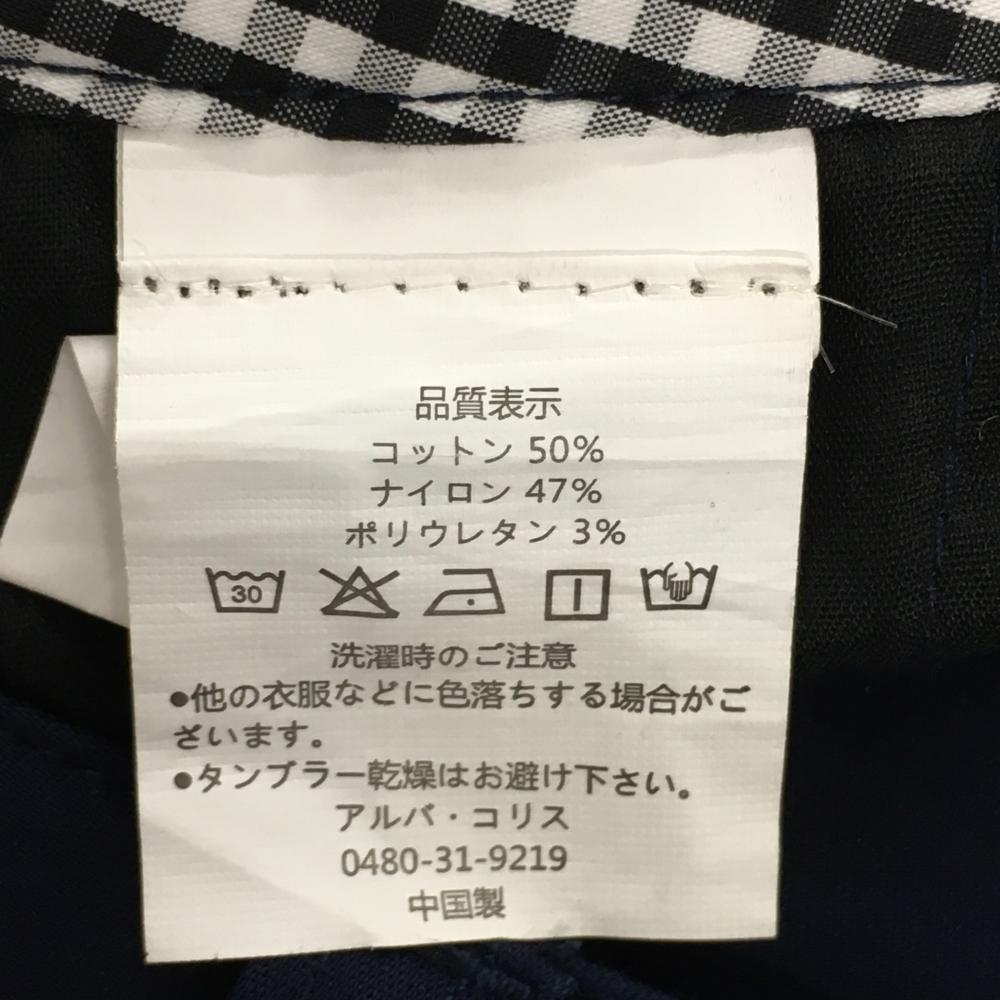 品質表示
コットン 50%
ナイロン 47%
ポリウレタン 3%
30
洗濯時のご注意
●他の衣服などに色落ちする場合がご
ざいます。
●タンブラー乾燥はお避け下さい。
アルバ・コリス
0480-31-9219
中国製